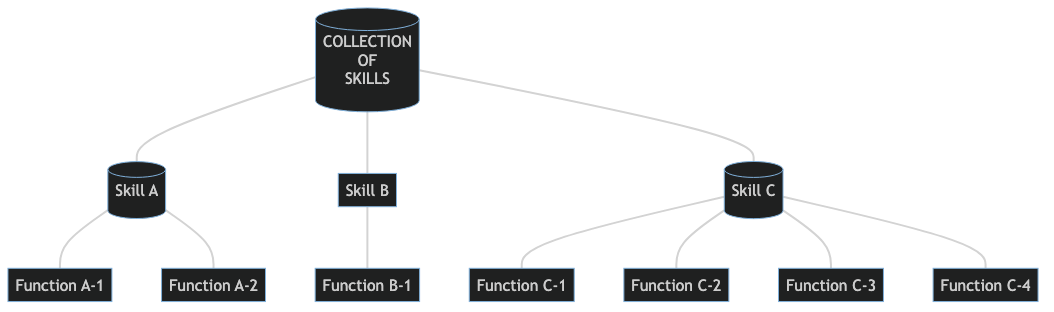 COLLECTION
OF
SKILLS
Skill A
Skill B
Skill C
Function A-1
Function A-2
Function B-1
Function C-1
Function C-2
Function C-3
Function C-4